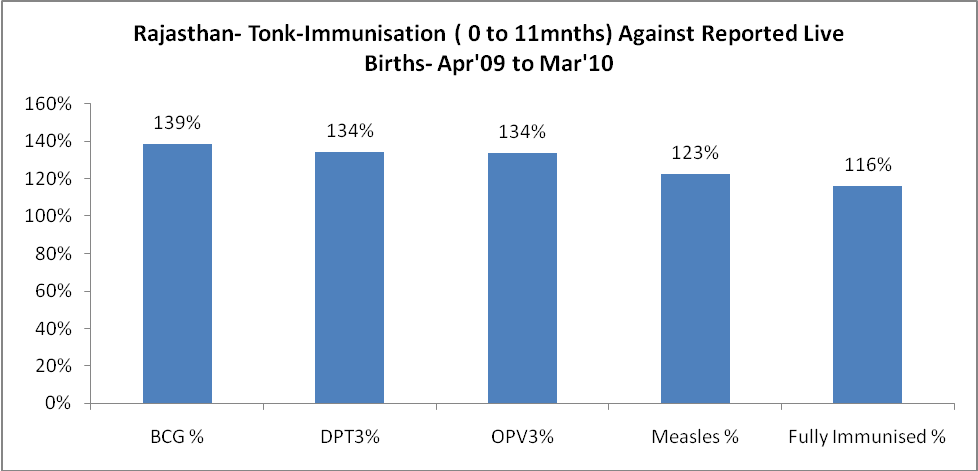 Rajasthan- Tonk-Immunisation ( 0 to 11mnths) Against Reported Live
Births- Apr'09 to Mar'10
160%
140%
120%
100%
80%
60%
40%
20%
0%
139%
134%
134%
123%
116%
BCG %
DPT3%
OPV3%
Measles %
Fully Immunised %